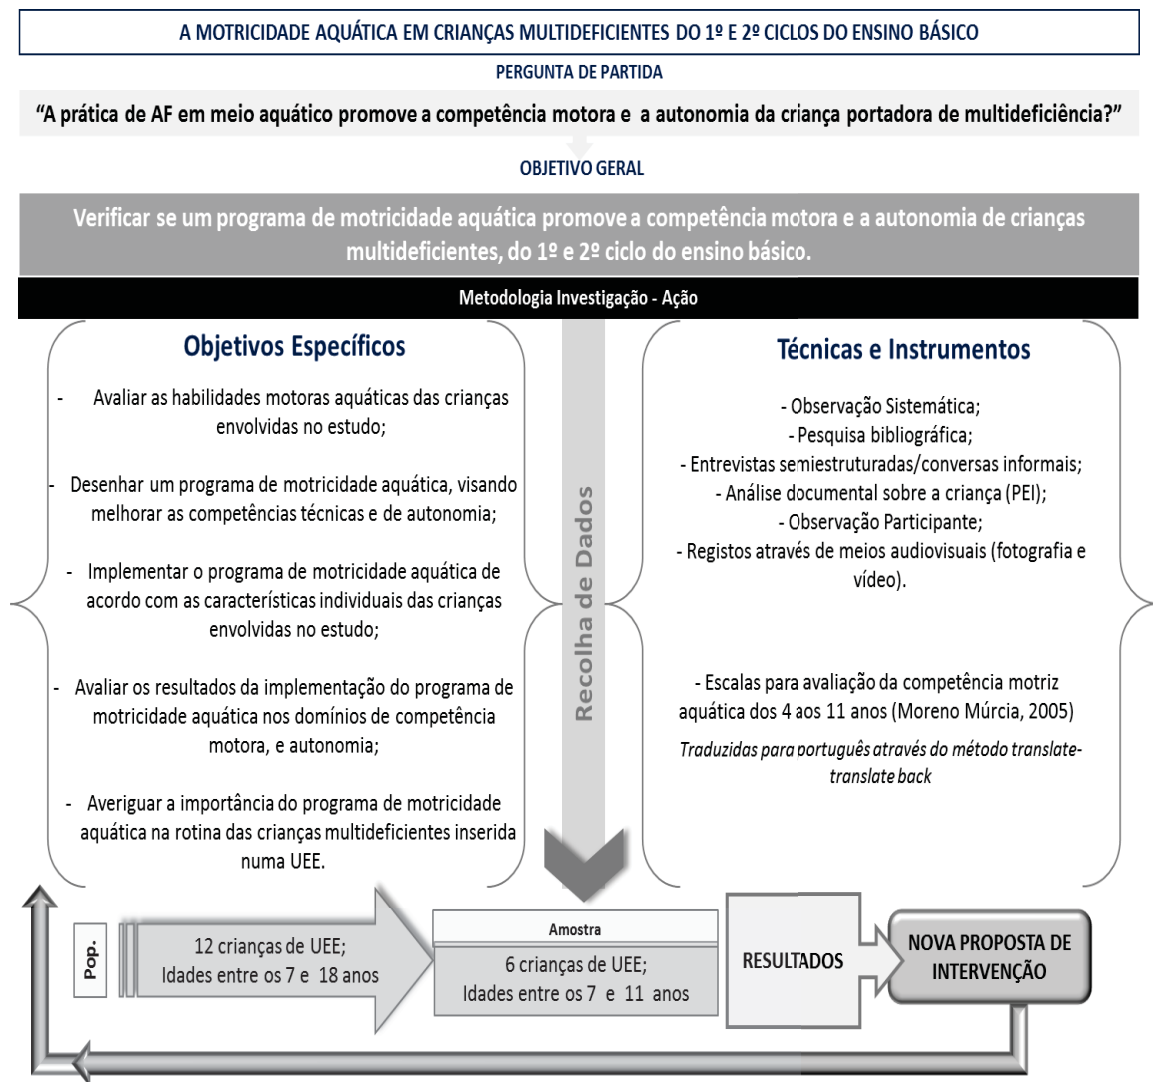 A MOTRICIDADE AQUÁTICA EM CRIANÇAS MULTIDEFICIENTES DO 1º E 2º CICLOS DO ENSINO BÁSICO
PERGUNTA DE PARTIDA
“A prática de AF em meio aquático promove a competência motora e a autonomia da criança portadora de multideficiência?”
OBJETIVO GERAL
Verificar se um programa de motricidade aquática promove a competência motora e a autonomia de crianças
multideficientes, do 1º e 2º ciclo do ensino básico.
Metodologia Investigação - Ação
Objetivos Específicos
- Avaliar as habilidades motoras aquáticas das crianças
envolvidas no estudo;
- Desenhar um programa de motricidade aquática, visando
melhorar as competências técnicas e de autonomia;
- Implementar o programa de motricidade aquática de
acordo com as características individuais das crianças
envolvidas no estudo;
- Avaliar os resultados da implementação do programa de
motricidade aquática nos domínios de competência
motora, e autonomia;
- Averiguar a importância do programa de motricidade
aquática na rotina das crianças multideficientes inserida
numa UEE.
Recolha de Dados
Técnicas e Instrumentos
- Observação Sistemática;
- Pesquisa bibliográfica;
- Entrevistas semiestruturadas/conversas informais;
- Análise documental sobre a criança (PEI);
- Observação Participante;
- Registos através de meios audiovisuais (fotografia e
vídeo).
- Escalas para avaliação da competência motriz
aquática dos 4 aos 11 anos (Moreno Múrcia, 2005)
Traduzidas para português através do método translate-
translate back
Pop.
12 crianças de UEE;
Idades entre os 7 e 18 anos
Amostra
6 crianças de UEE;
Idades entre os 7 e 11 anos
RESULTADOS
NOVA PROPOSTA DE
INTERVENÇÃO